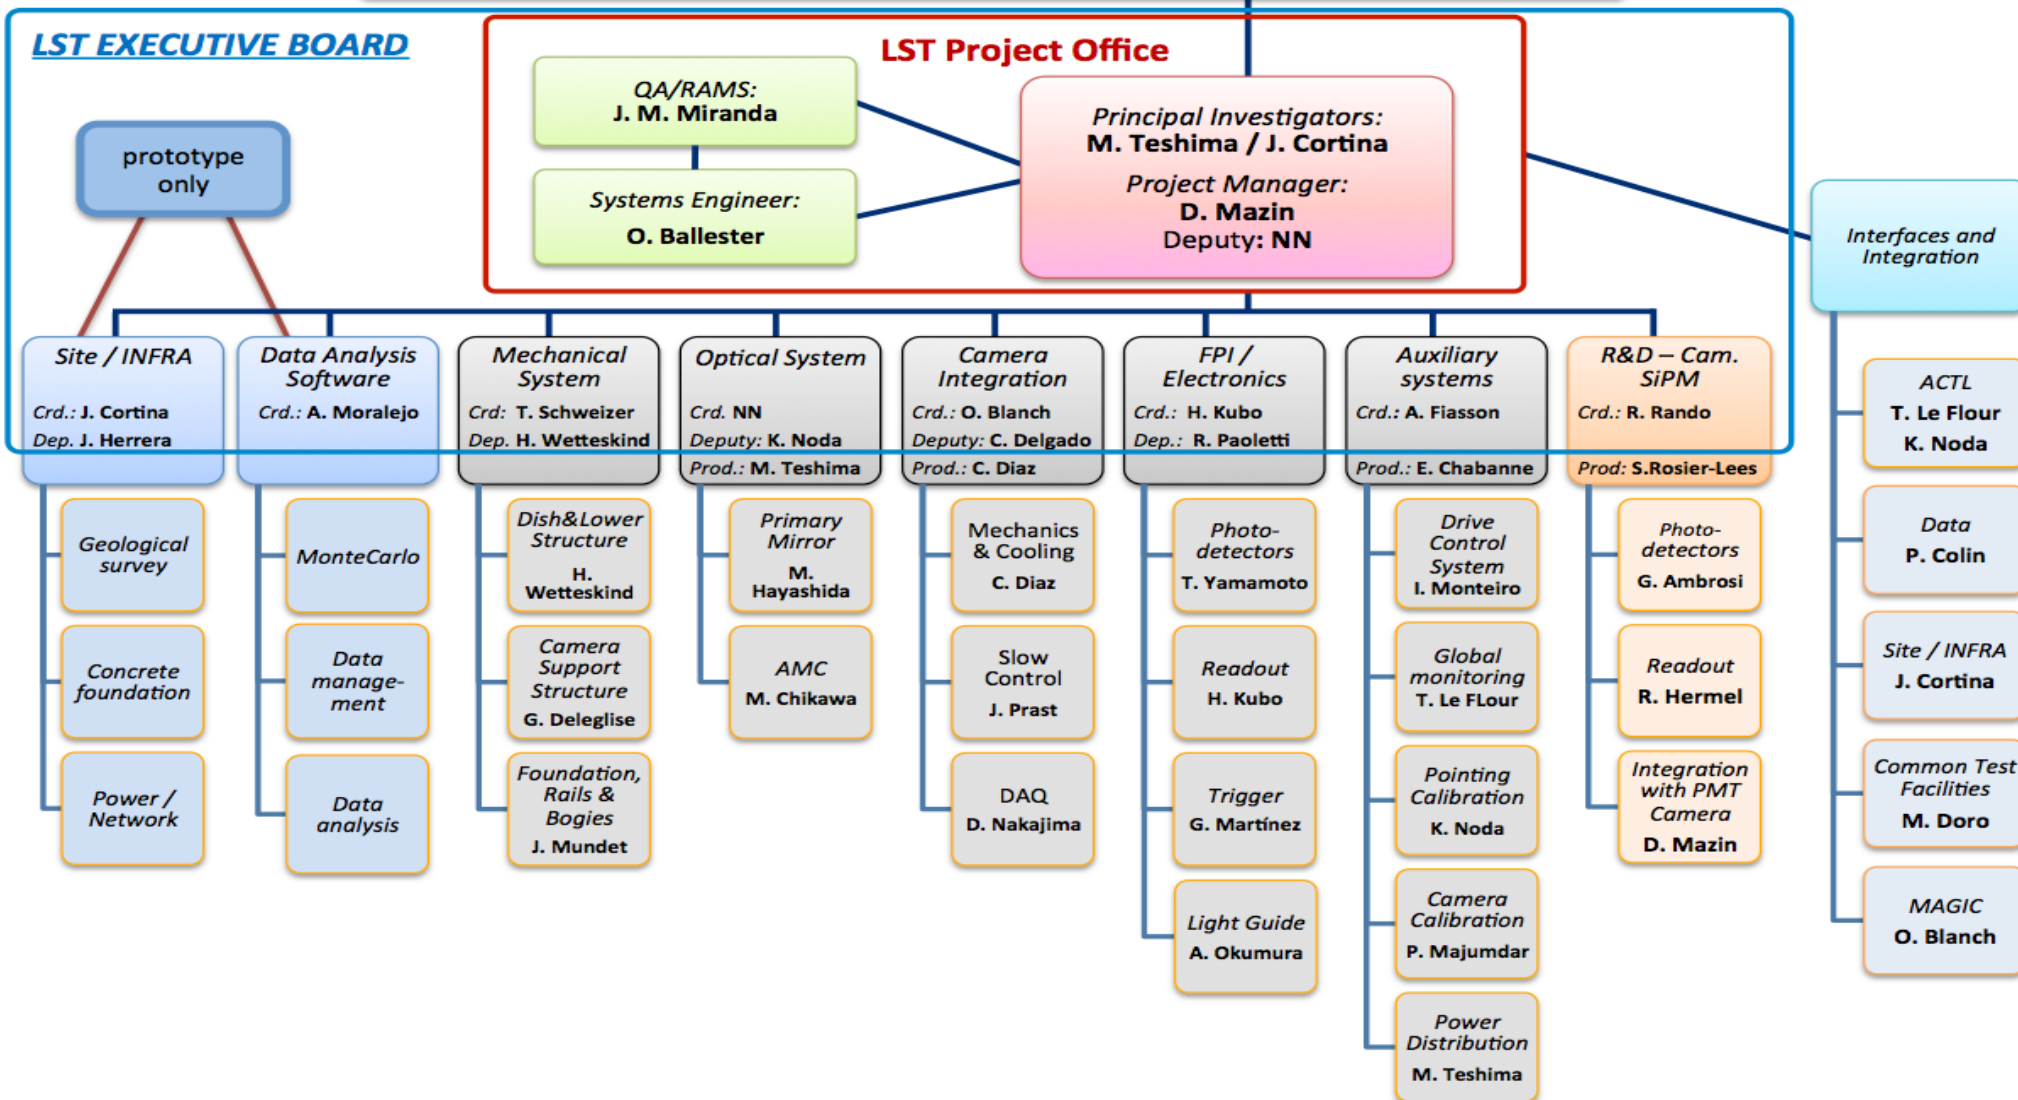 LST EXECUTIVE BOARD
LST Project Office
QA/RAMS:
J. M. Miranda
Systems Engineer:
O. Ballester
Principal Investigators:
M. Teshima / J. Cortina
Project Manager:
D. Mazin
Deputy: NN
prototype
only
Interfaces and
Integration
Site / INFRA
Crd.: J. Cortina
Dep. J. Herrera
Data Analysis
Software
Crd.: A. Moralejo
Mechanical
System
Crd: T. Schweizer
Dep. H. Wetteskind
Optical System
Crd. NN
Deputy: K. Noda
Prod.: M. Teshima
Camera
Integration
Crd.: O. Blanch
Deputy: C. Delgado
Prod.: C. Diaz
FPI /
Electronics
Crd.: H. Kubo
Dep.: R. Paoletti
Auxiliary
systems
Crd.: A. Fiasson
Prod.: E. Chabanne
R&D – Cam.
SiPM
Crd.: R. Rando
Prod: S.Rosier-Lees
Geological
survey
Concrete
foundation
Power /
Network
MonteCarlo
Data
manage-
ment
Data
analysis
Dish&Lower
Structure
H.
Wetteskind
Camera
Support
Structure
G. Deleglise
Foundation,
Rails &
Bogies
J. Mundet
Primary
Mirror
M.
Hayashida
AMC
M. Chikawa
Mechanics
& Cooling
C. Diaz
Slow
Control
J. Prast
DAQ
D. Nakajima
Photo-
detectors
T. Yamamoto
Readout
H. Kubo
Trigger
G. Martínez
Light Guide
A. Okumura
Drive
Control
System
I. Monteiro
Global
monitoring
T. Le FLour
Pointing
Calibration
K. Noda
Camera
Calibration
P. Majumdar
Power
Distribution
M. Teshima
Photo-
detectors
G. Ambrosi
Readout
R. Hermel
Integration
with PMT
Camera
D. Mazin
ACTL
T. Le Flour
K. Noda
Data
P. Colin
Site / INFRA
J. Cortina
Common Test
Facilities
M. Doro
MAGIC
O. Blanch